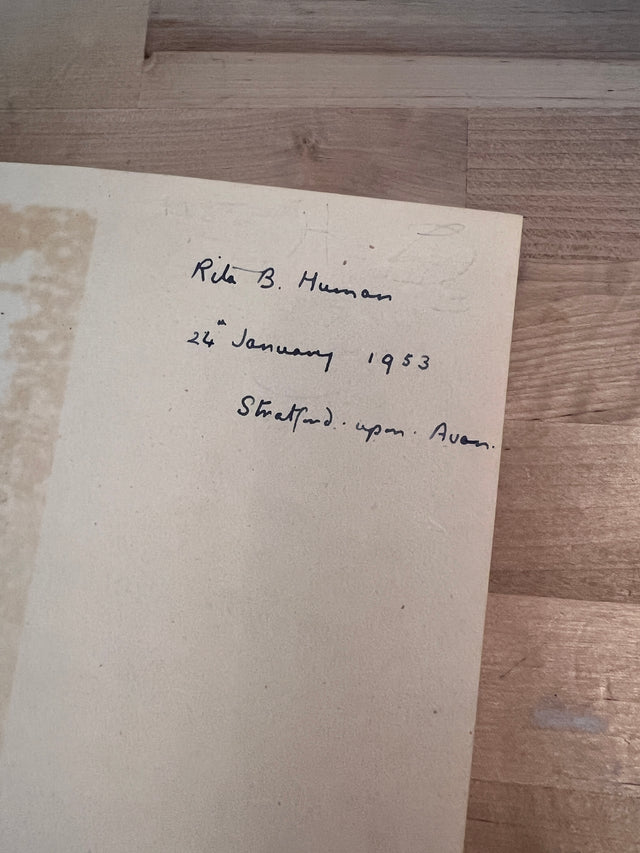 Rita B. Human
24th January 1953
Stratford-upon-Avon.